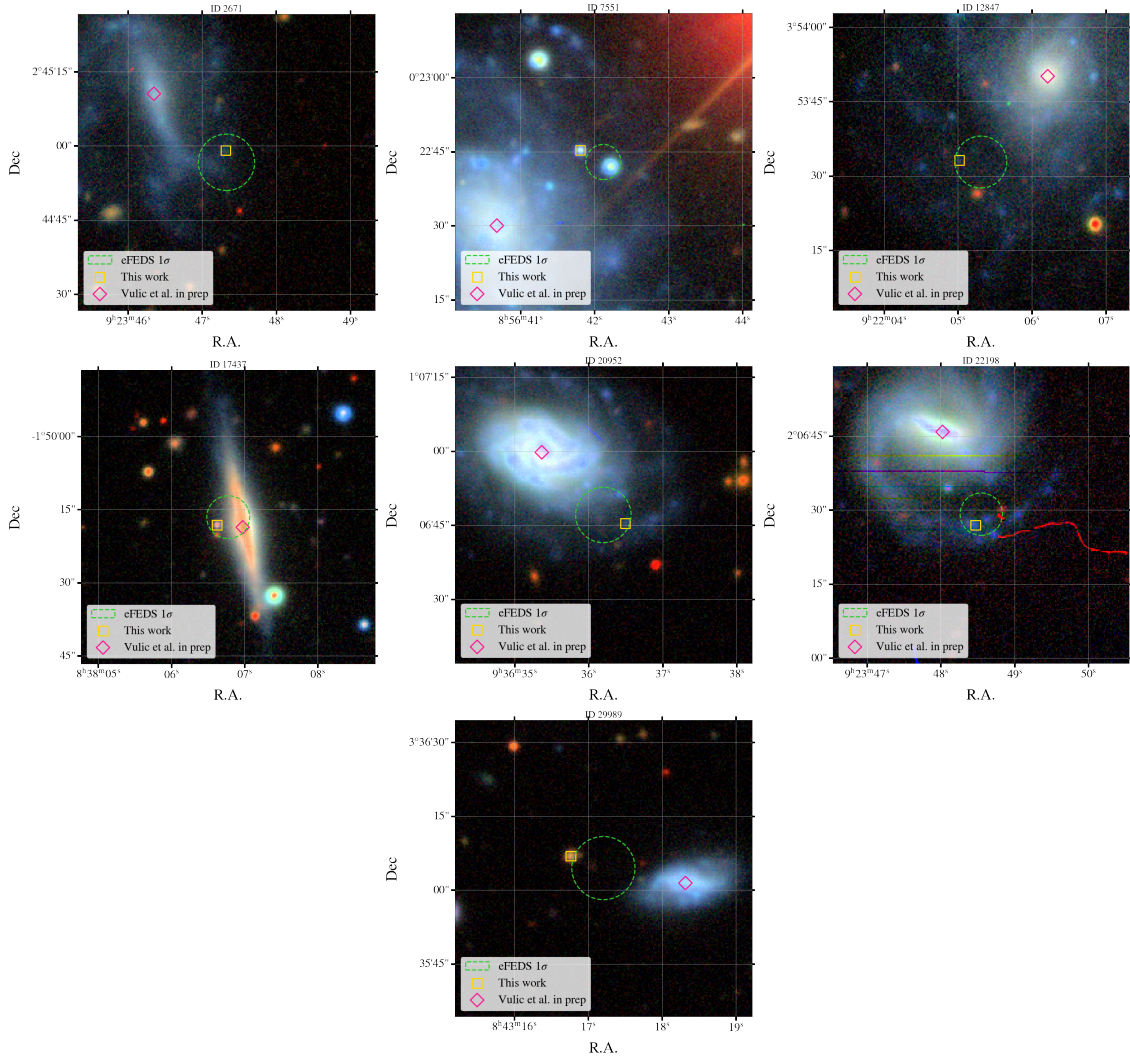 ID 2671
2°45'15"
00"
44'45"
30"
Dec
eFEDS 1σ
This work
Vulic et al. in prep
9ʰ23ᵐ46ˢ
47ˢ
48ˢ
49ˢ
R.A.
ID 7551
0°23'00"
22'45"
30"
15"
Dec
eFEDS 1σ
This work
Vulic et al. in prep
8ʰ56ᵐ41ˢ
42ˢ
43ˢ
44ˢ
R.A.
ID 12847
3°54'00"
53'45"
30"
15"
Dec
eFEDS 1σ
This work
Vulic et al. in prep
9ʰ22ᵐ04ˢ
05ˢ
06ˢ
07ˢ
R.A.
ID 17437
-1°50'00"
15"
30"
45"
Dec
eFEDS 1σ
This work
Vulic et al. in prep
8ʰ38ᵐ05ˢ
06ˢ
07ˢ
08ˢ
R.A.
ID 20952
1°07'15"
00"
06'45"
30"
Dec
eFEDS 1σ
This work
Vulic et al. in prep
9ʰ36ᵐ35ˢ
36ˢ
37ˢ
38ˢ
R.A.
ID 22198
2°06'45"
30"
15"
00"
Dec
eFEDS 1σ
This work
Vulic et al. in prep
9ʰ23ᵐ47ˢ
48ˢ
49ˢ
50ˢ
R.A.
ID 29989
3°36'30"
15"
00"
35'45"
Dec
eFEDS 1σ
This work
Vulic et al. in prep
8ʰ43ᵐ16ˢ
17ˢ
18ˢ
19ˢ
R.A.